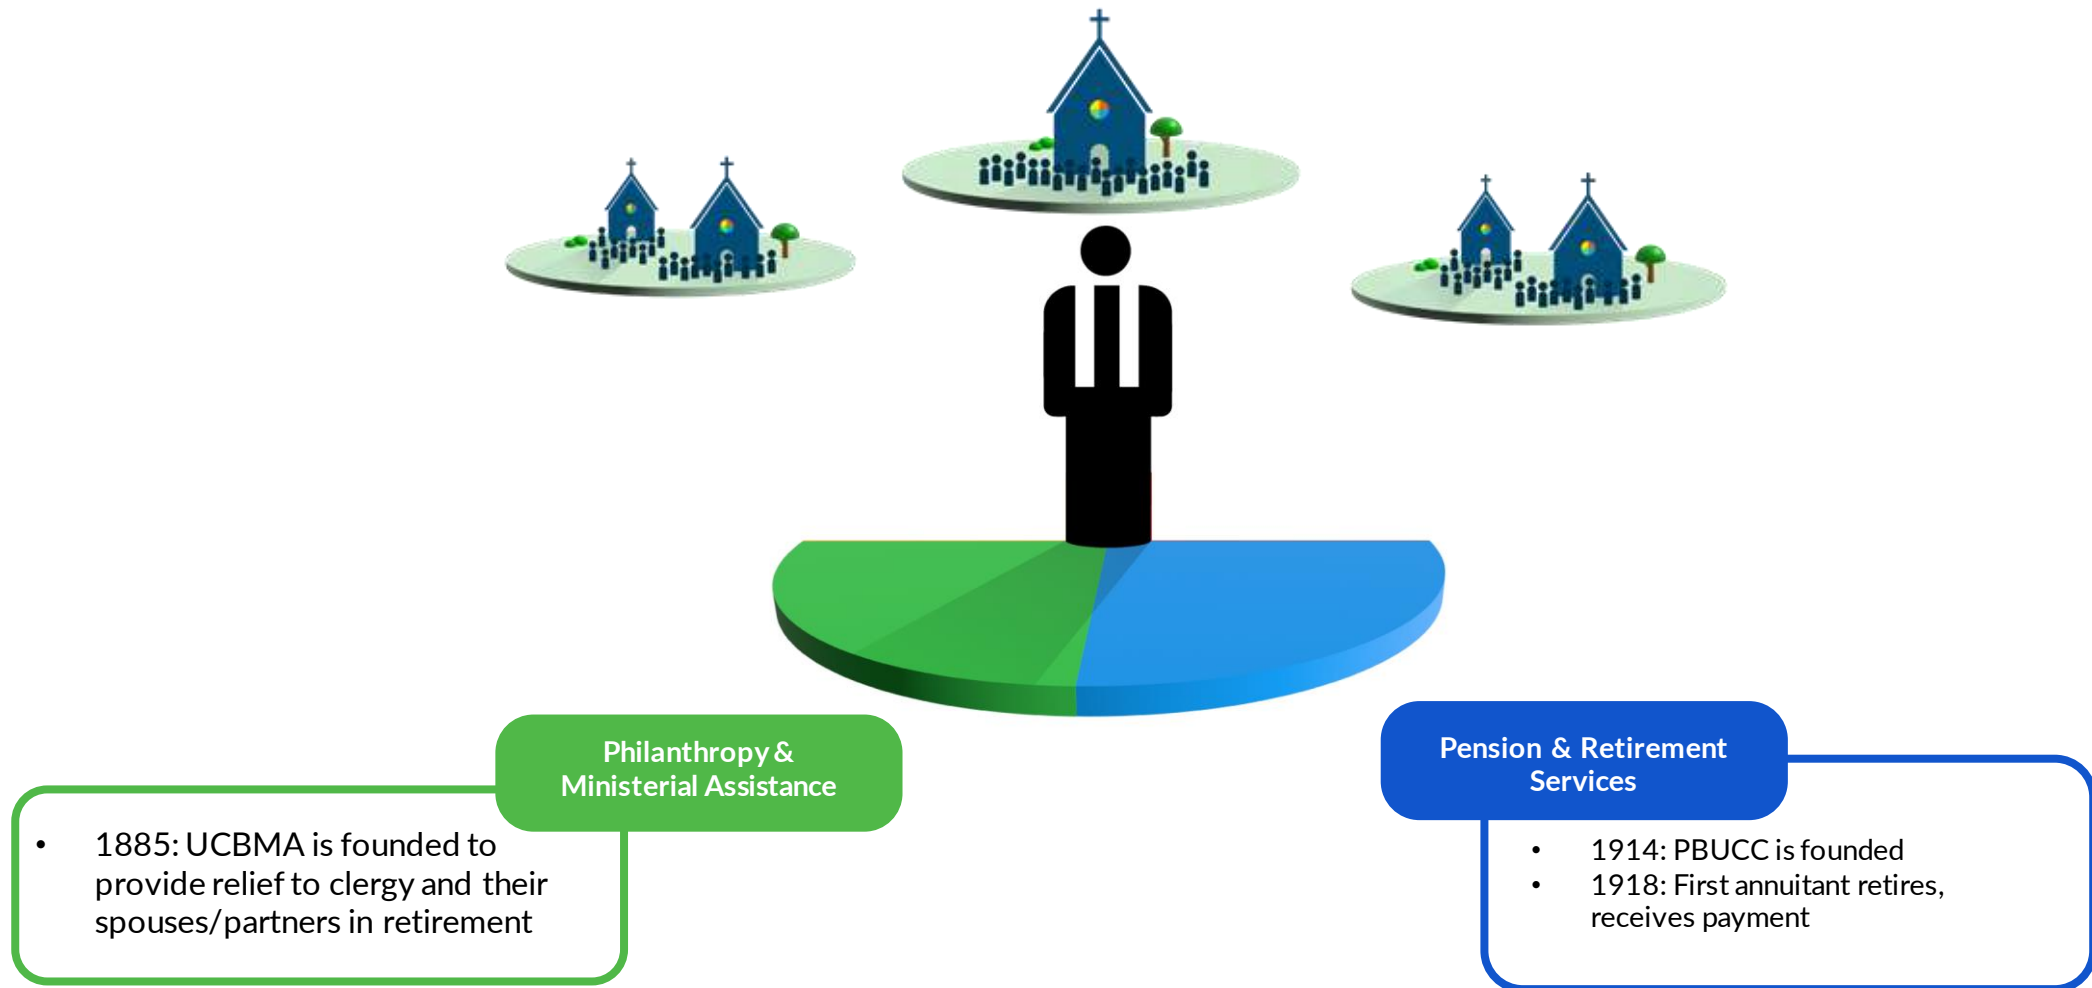 Philanthropy &
Ministerial Assistance
• 1885: UCBMA is founded to
provide relief to clergy and their
spouses/partners in retirement
Pension & Retirement
Services
• 1914: PBUCC is founded
• 1918: First annuitant retires,
receives payment